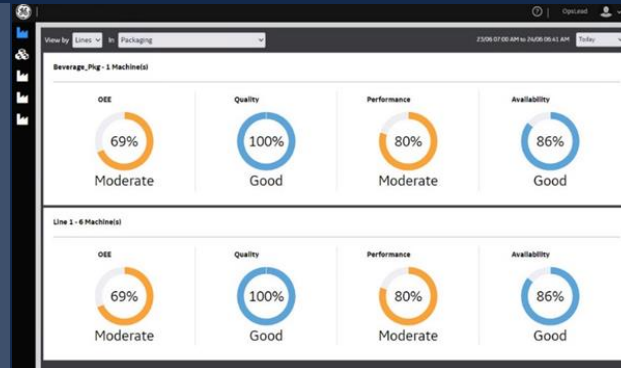 OpsLead
View by Lines in Packaging 23/06 07:00 AM to 24/06 06:41 AM Today
Beverage_Pkg - 1 Machine(s)
OEE Quality Performance Availability
69% 100% 80% 86%
Moderate Good Moderate Good
Line 1 - 6 Machine(s)
OEE Quality Performance Availability
69% 100% 80% 86%
Moderate Good Moderate Good